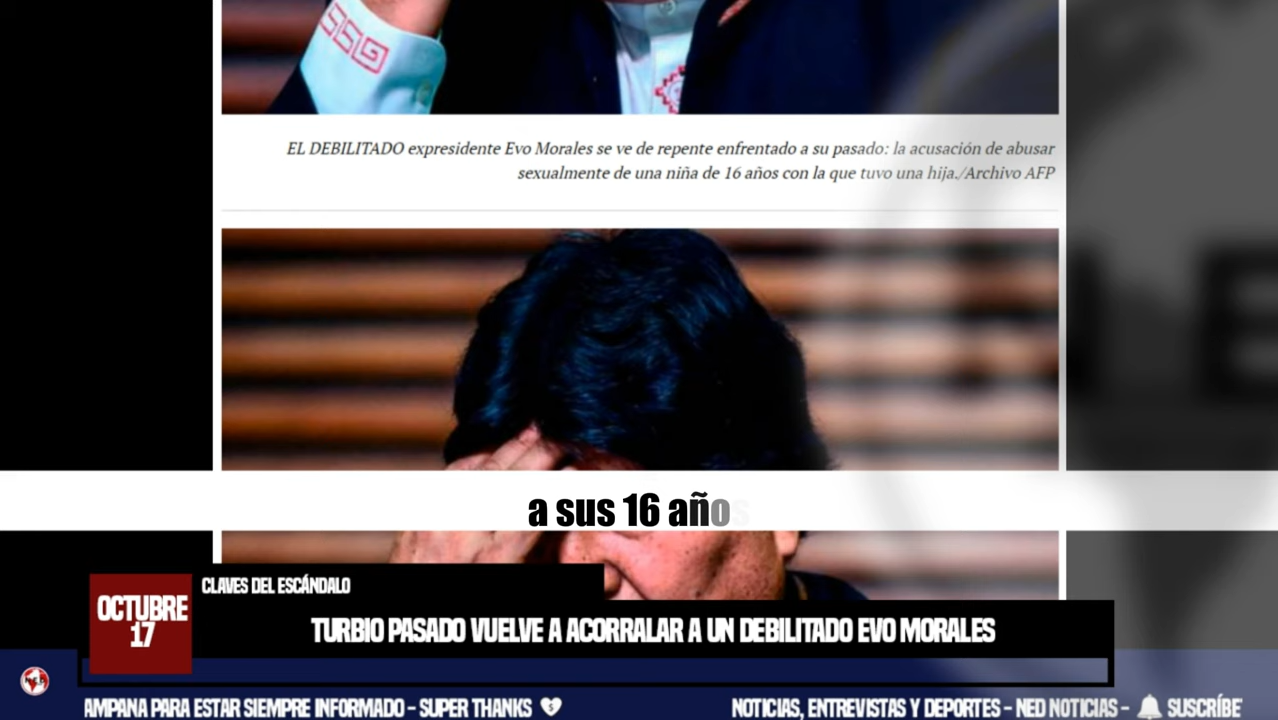 EL DEBILITADO expresidente Evo Morales se ve de repente enfrentado a su pasado: la acusación de abusar
sexualmente de una niña de 16 años con la que tuvo una hija./Archivo AFP
a sus 16 años
CLAVES DEL ESCÁNDALO
OCTUBRE
17
TURBIO PASADO VUELVE A ACORRALAR A UN DEBILITADO EVO MORALES
AMPANA PARA ESTAR SIEMPRE INFORMADO - SUPER THANKS
NOTICIAS, ENTREVISTAS Y DEPORTES - NED NOTICIAS - SUSCRÍBE